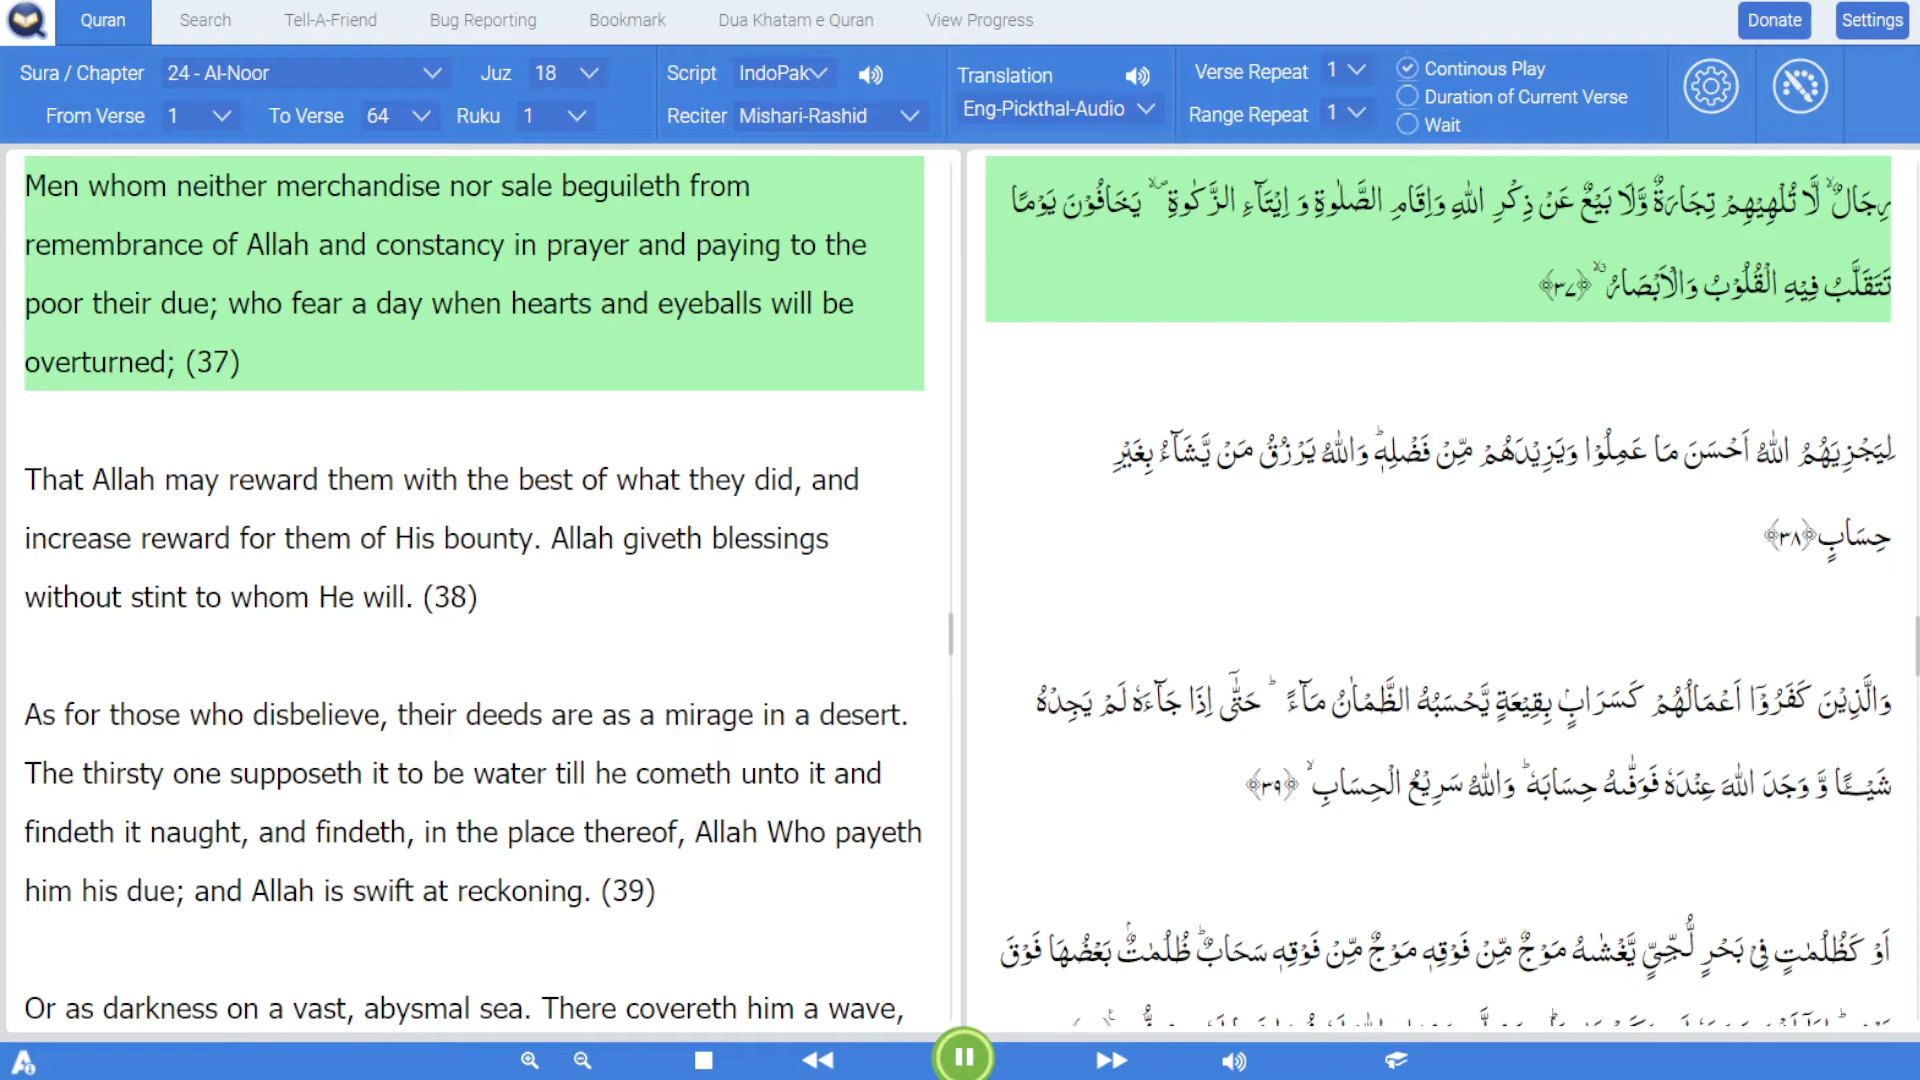 Quran Search Tell-A-Friend Bug Reporting Bookmark Dua Khatam e Quran View Progress Donate Settings
Sura / Chapter 24 - Al-Noor Juz 18 Script IndoPak Translation Verse Repeat 1 Continous Play
Duration of Current Verse
From Verse 1 To Verse 64 Ruku 1 Reciter Mishari-Rashid Eng-Pickthal-Audio Range Repeat 1 Wait
Men whom neither merchandise nor sale beguileth from
remembrance of Allah and constancy in prayer and paying to the
poor their due; who fear a day when hearts and eyeballs will be
overturned; (37)
That Allah may reward them with the best of what they did, and
increase reward for them of His bounty. Allah giveth blessings
without stint to whom He will. (38)
As for those who disbelieve, their deeds are as a mirage in a desert.
The thirsty one supposeth it to be water till he cometh unto it and
findeth it naught, and findeth, in the place thereof, Allah Who payeth
him his due; and Allah is swift at reckoning. (39)
Or as darkness on a vast, abysmal sea. There covereth him a wave,
رِجَالٌ ۙ لَّا تُلْهِيْهِمْ تِجَارَةٌ وَّلَا بَيْعٌ عَنْ ذِكْرِ اللّٰهِ وَاِقَامِ الصَّلٰوةِ وَ اِيْتَآءِ الزَّكٰوةِ ۪ۙ يَخَافُوْنَ يَوْمًا
تَتَقَلَّبُ فِيْهِ الْقُلُوْبُ وَالْاَبْصَارُ ۙ ﴿۳۷﴾
لِيَجْزِيَهُمُ اللّٰهُ اَحْسَنَ مَا عَمِلُوْا وَيَزِيْدَهُمْ مِّنْ فَضْلِهٖ ؕ وَاللّٰهُ يَرْزُقُ مَنْ يَّشَآءُ بِغَيْرِ
حِسَابٍ ﴿۳۸﴾
وَالَّذِيْنَ كَفَرُوْۤا اَعْمَالُهُمْ كَسَرَابٍۭ بِقِيْعَةٍ يَّحْسَبُهُ الظَّمْاٰنُ مَآءً ؕ حَتّٰۤى اِذَا جَآءَهٗ لَمْ يَجِدْهُ
شَيْـًٔـا وَّ وَجَدَ اللّٰهَ عِنْدَهٗ فَوَفّٰٮهُ حِسَابَهٗ ؕ وَاللّٰهُ سَرِيْعُ الْحِسَابِ ۙ ﴿۳۹﴾
اَوْ كَظُلُمٰتٍ فِىْ بَحْرٍ لُّجِّىٍّ يَّغْشٰٮهُ مَوْجٌ مِّنْ فَوْقِهٖ مَوْجٌ مِّنْ فَوْقِهٖ سَحَابٌ ؕ ظُلُمٰتٌۢ بَعْضُهَا فَوْقَ